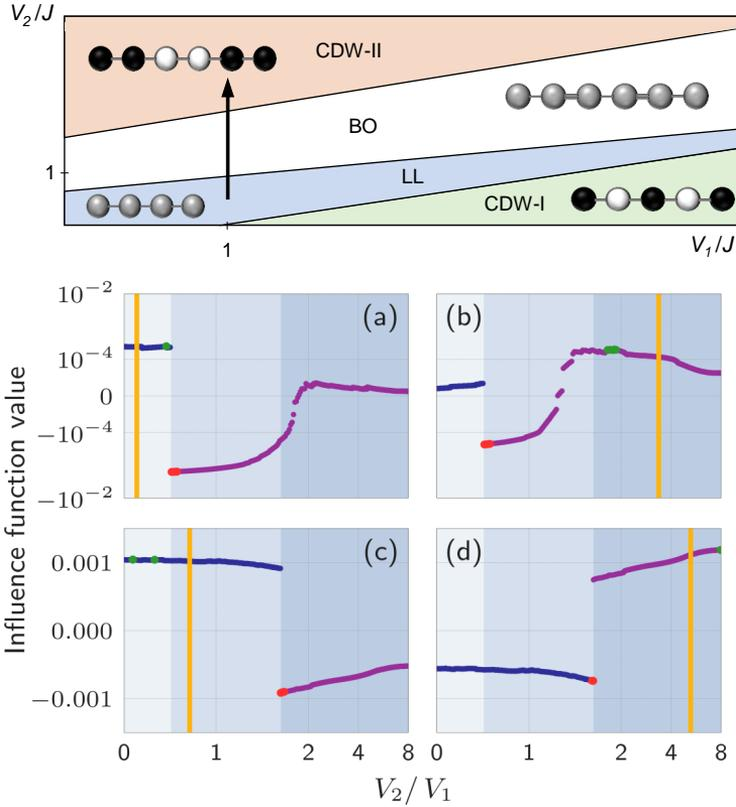 V₂/J
CDW-II
BO
1
LL
CDW-I
1
V₁/J
Influence function value
10⁻²
10⁻⁴
0
−10⁻⁴
−10⁻²
(a)
(b)
0.001
0.000
−0.001
(c)
(d)
0 1 2 4 8
0 1 2 4 8
V₂/ V₁